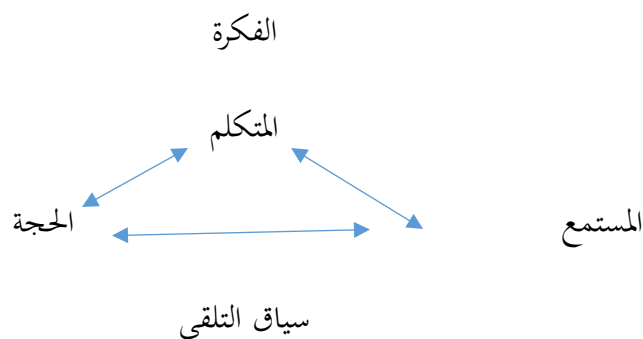 الفكرة
المتكلم
المستمع
الحجة
سياق التلقي